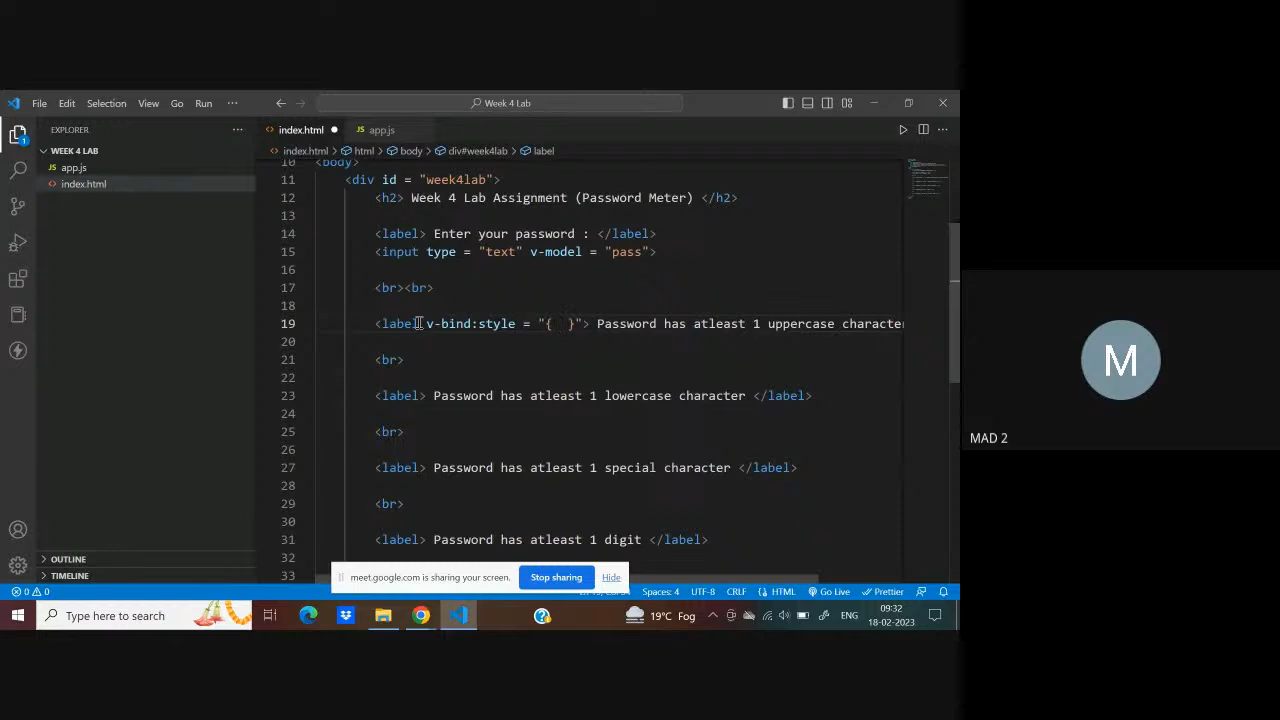 File Edit Selection View Go Run ... Week 4 Lab
EXPLORER ... index.html app.js
WEEK 4 LAB index.html > html > body > div#week4lab > label
app.js
index.html
10 <body>
11 <div id = "week4lab">
12 <h2> Week 4 Lab Assignment (Password Meter) </h2>
13
14 <label> Enter your password : </label>
15 <input type = "text" v-model = "pass">
16
17 <br><br>
18
19 <label v-bind:style = "{  }"> Password has atleast 1 uppercase character
20
21 <br>
22
23 <label> Password has atleast 1 lowercase character </label>
24
25 <br>
26
27 <label> Password has atleast 1 special character </label>
28
29 <br>
30
31 <label> Password has atleast 1 digit </label>
32
33
OUTLINE
TIMELINE
meet.google.com is sharing your screen. Stop sharing Hide
0 0 Spaces: 4 UTF-8 CRLF HTML Go Live Prettier
Type here to search 19°C Fog ENG 09:32
18-02-2023
1
M
MAD 2